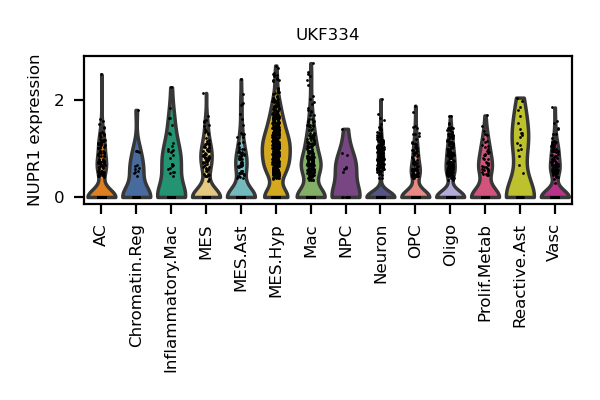 UKF334
NUPR1 expression
2
0
AC
Chromatin.Reg
Inflammatory.Mac
MES
MES.Ast
MES.Hyp
Mac
NPC
Neuron
OPC
Oligo
Prolif.Metab
Reactive.Ast
Vasc